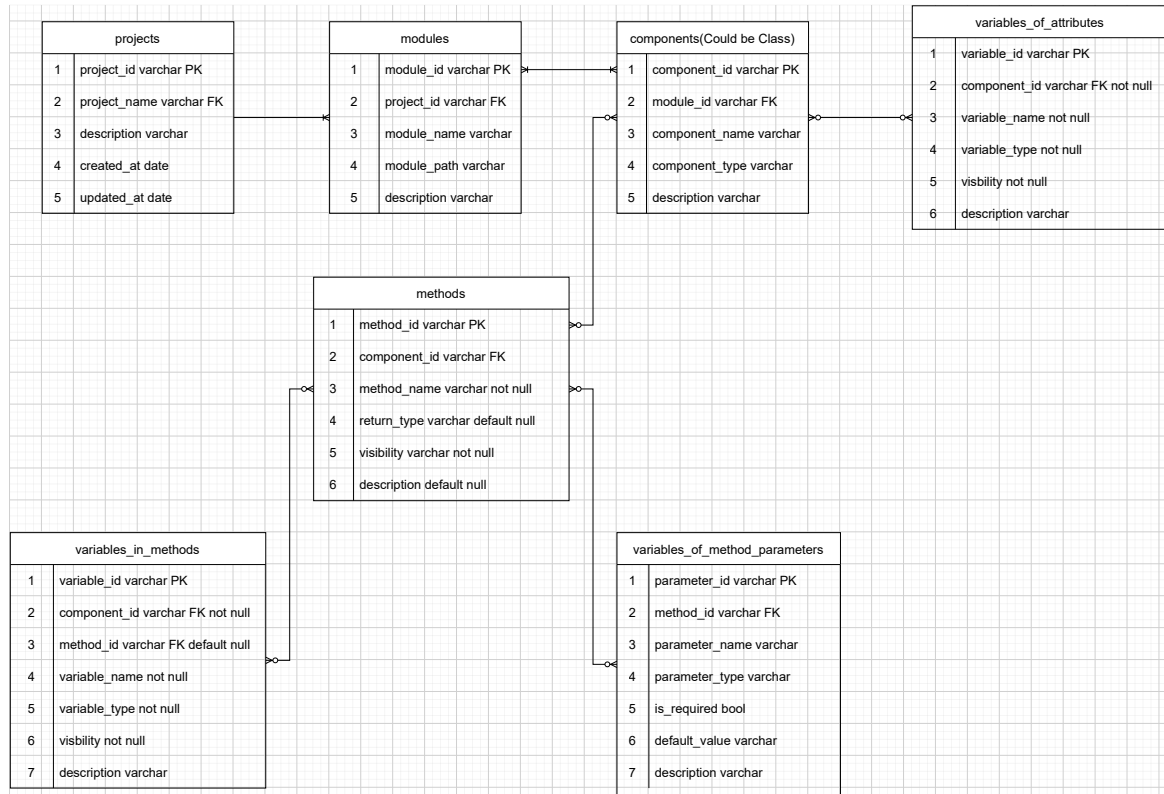 projects
1 project_id varchar PK
2 project_name varchar FK
3 description varchar
4 created_at date
5 updated_at date
modules
1 module_id varchar PK
2 project_id varchar FK
3 module_name varchar
4 module_path varchar
5 description varchar
components(Could be Class)
1 component_id varchar PK
2 module_id varchar FK
3 component_name varchar
4 component_type varchar
5 description varchar
variables_of_attributes
1 variable_id varchar PK
2 component_id varchar FK not null
3 variable_name not null
4 variable_type not null
5 visbility not null
6 description varchar
methods
1 method_id varchar PK
2 component_id varchar FK
3 method_name varchar not null
4 return_type varchar default null
5 visibility varchar not null
6 description default null
variables_in_methods
1 variable_id varchar PK
2 component_id varchar FK not null
3 method_id varchar FK default null
4 variable_name not null
5 variable_type not null
6 visbility not null
7 description varchar
variables_of_method_parameters
1 parameter_id varchar PK
2 method_id varchar FK
3 parameter_name varchar
4 parameter_type varchar
5 is_required bool
6 default_value varchar
7 description varchar